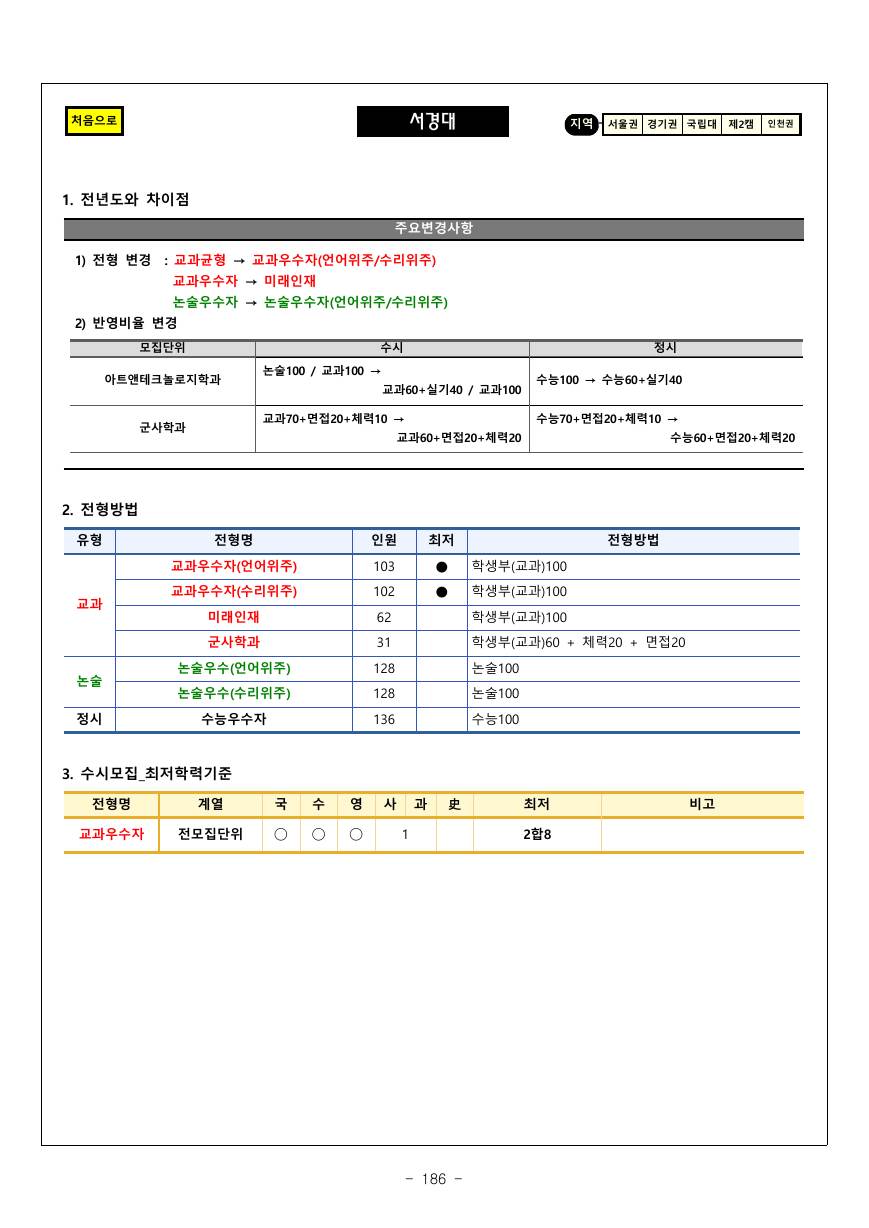 처음으로
서경대
지역 서울권 경기권 국립대 제2캠 인천권
1. 전년도와 차이점
주요변경사항
1) 전형 변경 : 교과균형 → 교과우수자(언어위주/수리위주)
교과우수자 → 미래인재
논술우수자 → 논술우수자(언어위주/수리위주)
2) 반영비율 변경
모집단위 수시 정시
아트앤테크놀로지학과 논술100 / 교과100 → 교과60+실기40 / 교과100 수능100 → 수능60+실기40
군사학과 교과70+면접20+체력10 → 교과60+면접20+체력20 수능70+면접20+체력10 → 수능60+면접20+체력20
2. 전형방법
유형 전형명 인원 최저 전형방법
교과 교과우수자(언어위주) 103 ● 학생부(교과)100
교과우수자(수리위주) 102 ● 학생부(교과)100
미래인재 62 학생부(교과)100
군사학과 31 학생부(교과)60 + 체력20 + 면접20
논술 논술우수(언어위주) 128 논술100
논술우수(수리위주) 128 논술100
정시 수능우수자 136 수능100
3. 수시모집_최저학력기준
전형명 계열 국 수 영 사 과 史 최저 비고
교과우수자 전모집단위 ○ ○ ○ 1 2합8
- 186 -